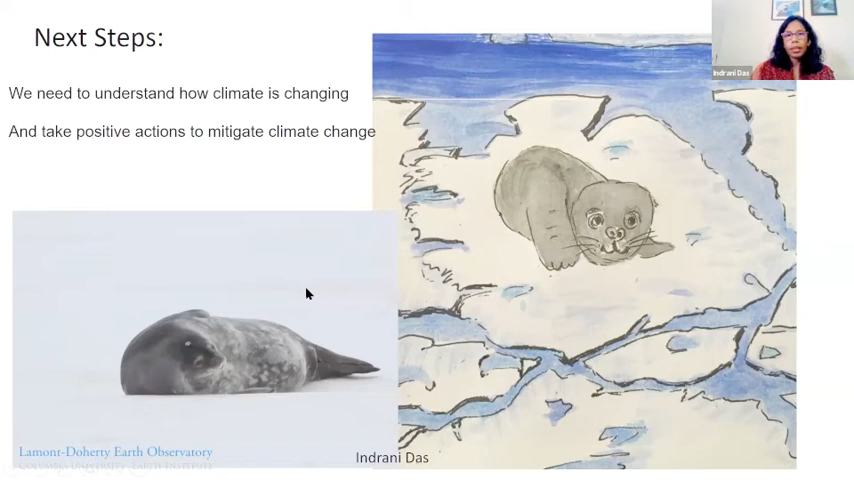 Next Steps:
Indrani Das
We need to understand how climate is changing
And take positive actions to mitigate climate change
Lamont-Doherty Earth Observatory
COLUMBIA UNIVERSITY | EARTH INSTITUTE
Indrani Das